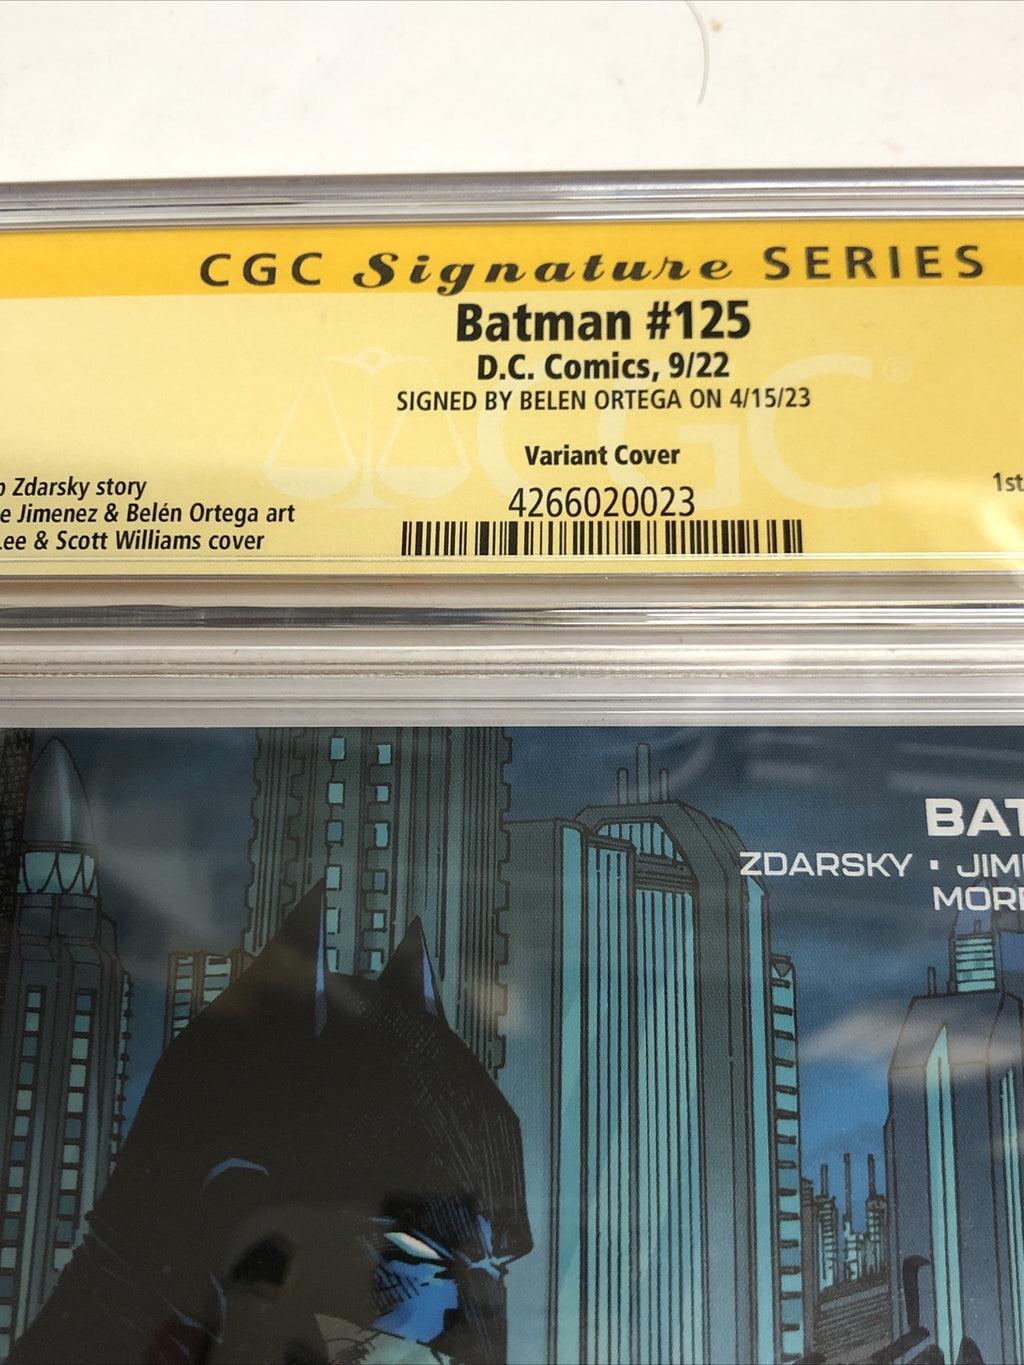 CGC Signature SERIES
Batman #125
D.C. Comics, 9/22
SIGNED BY BELEN ORTEGA ON 4/15/23
Variant Cover
p Zdarsky story
e Jimenez & Belén Ortega art
Lee & Scott Williams cover
1st
4266020023
CGC ®
BAT
ZDARSKY ▪ JIM
MOR